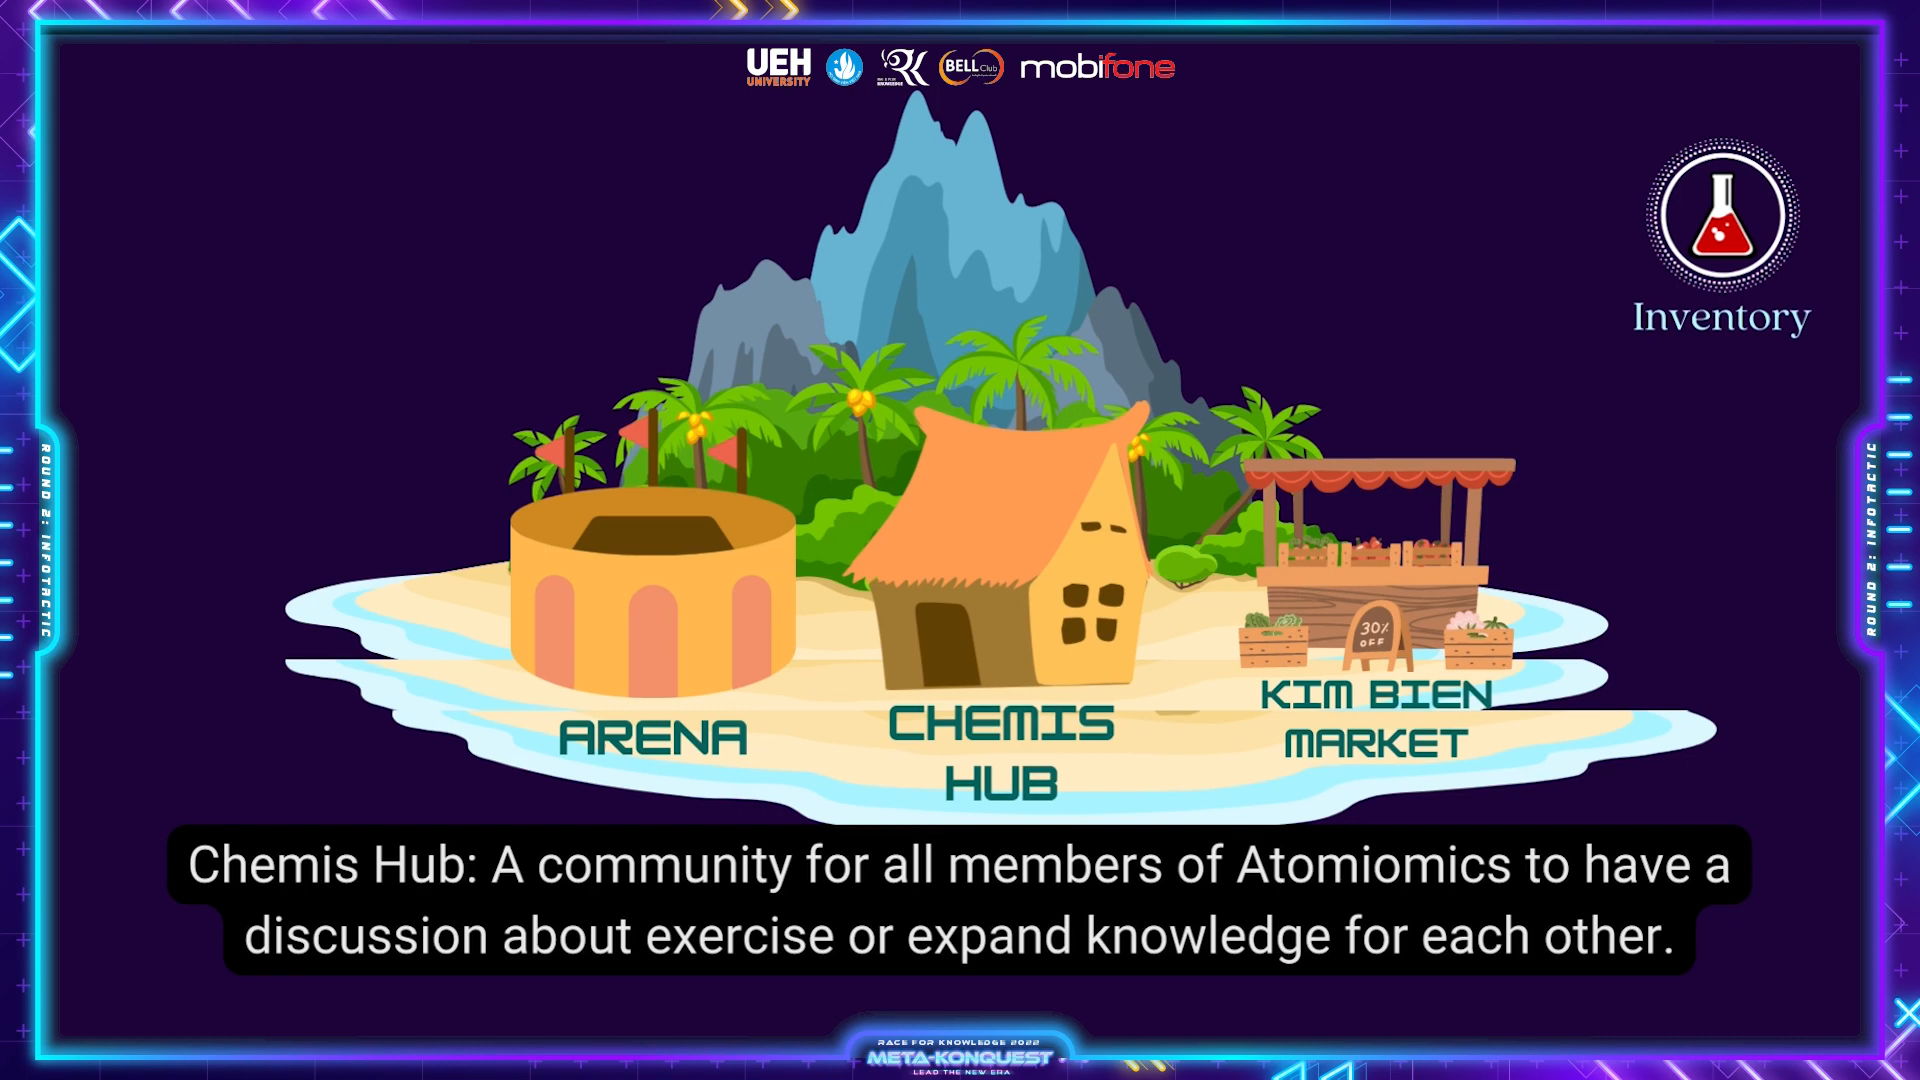 UEH
UNIVERSITY
BELL Club
mobifone
Inventory
ROUND 2: INFOTACTIC
ROUND 2: INFOTACTIC
30%
OFF
ARENA
CHEMIS
HUB
KIM BIEN
MARKET
Chemis Hub: A community for all members of Atomiomics to have a
discussion about exercise or expand knowledge for each other.
RACE FOR KNOWLEDGE 2022
META-KONQUEST
LEAD THE NEW ERA